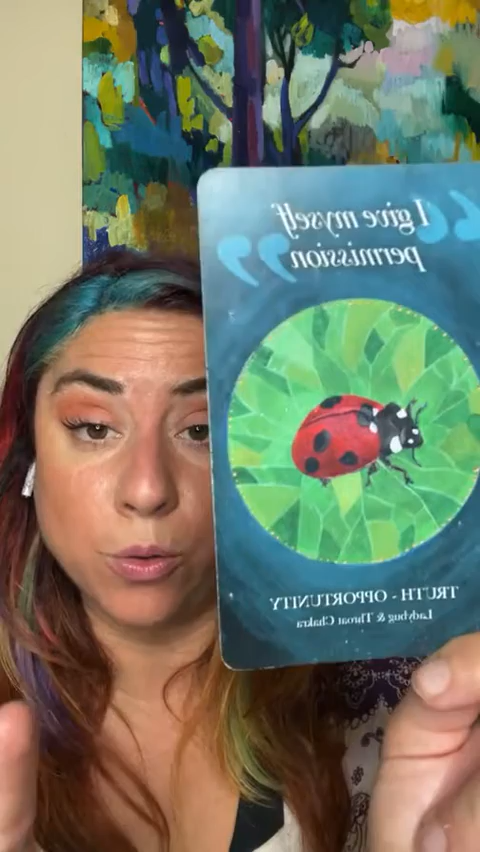 “I give myself
permission”
TRUTH - OPPORTUNITY
Ladybug & Throat Chakra